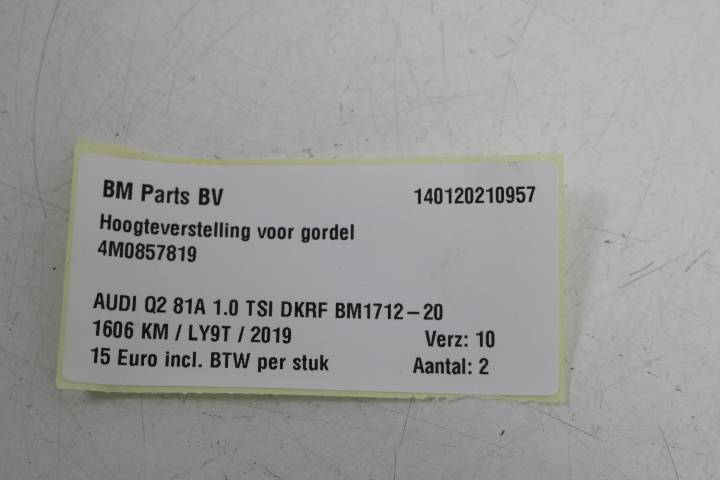 BM Parts BV 140120210957
Hoogteverstelling voor gordel
4M0857819
AUDI Q2 81A 1.0 TSI DKRF BM1712-20
1606 KM / LY9T / 2019 Verz: 10
15 Euro incl. BTW per stuk Aantal: 2